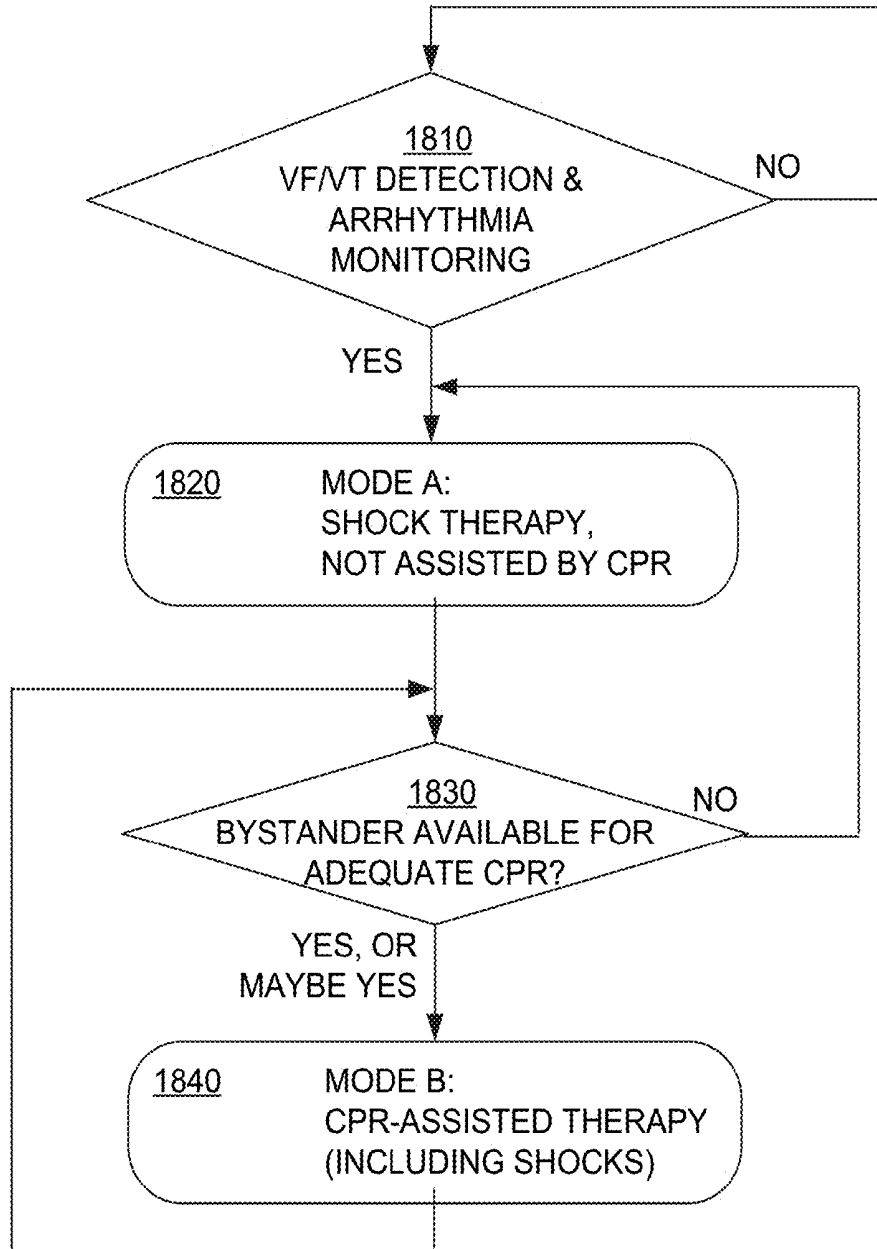 1810
VF/VT DETECTION &
ARRHYTHMIA
MONITORING
NO
YES
1820 MODE A:
SHOCK THERAPY,
NOT ASSISTED BY CPR
1830
BYSTANDER AVAILABLE FOR
ADEQUATE CPR?
NO
YES, OR
MAYBE YES
1840 MODE B:
CPR-ASSISTED THERAPY
(INCLUDING SHOCKS)